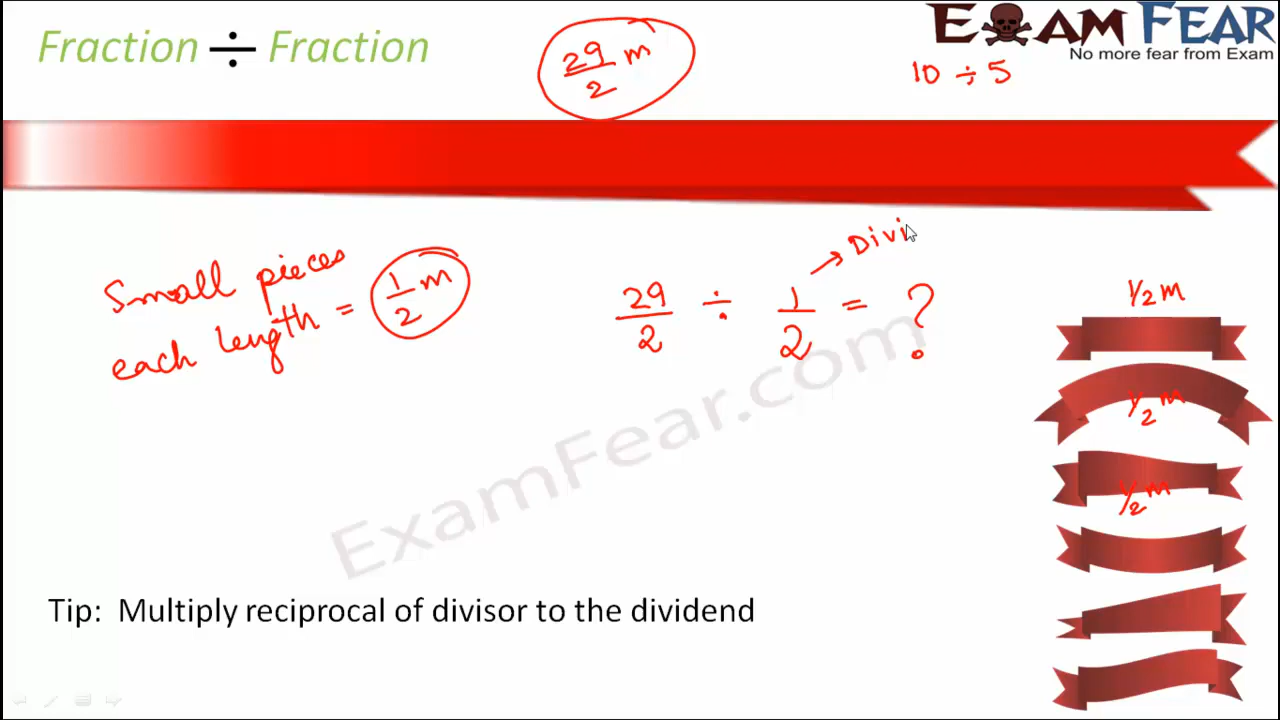 Fraction ÷ Fraction
29/2 m
EXAM FEAR
No more fear from Exam
10 ÷ 5
Small pieces
each length = 1/2 m
→ Divi
29/2 ÷ 1/2 = ?
1/2 m
1/2 m
1/2 m
ExamFear.com
Tip: Multiply reciprocal of divisor to the dividend